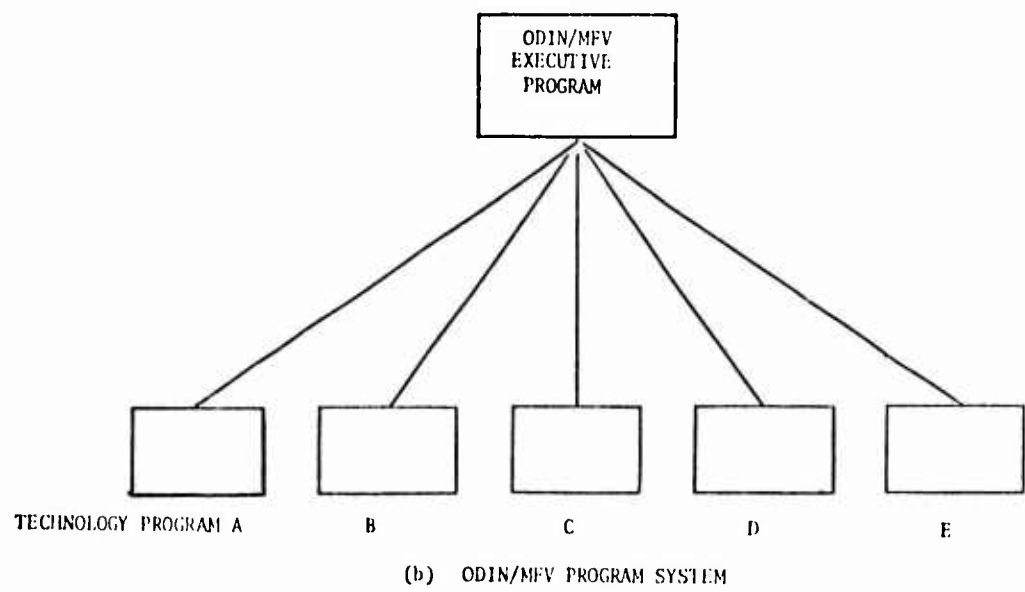 ODIN/MFV
EXECUTIVE
PROGRAM
TECHNOLOGY PROGRAM A B C D E
(b) ODIN/MFV PROGRAM SYSTEM